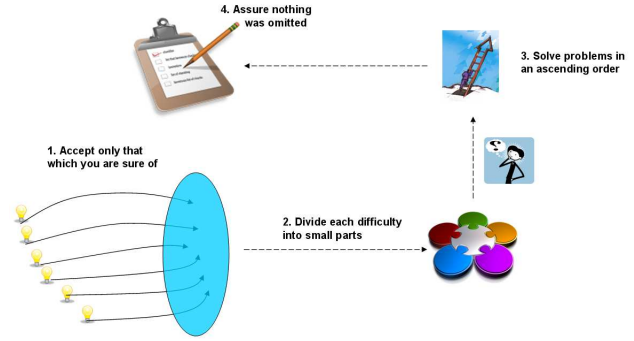 1. Accept only that
which you are sure of
2. Divide each difficulty
into small parts
3. Solve problems in
an ascending order
4. Assure nothing
was omitted